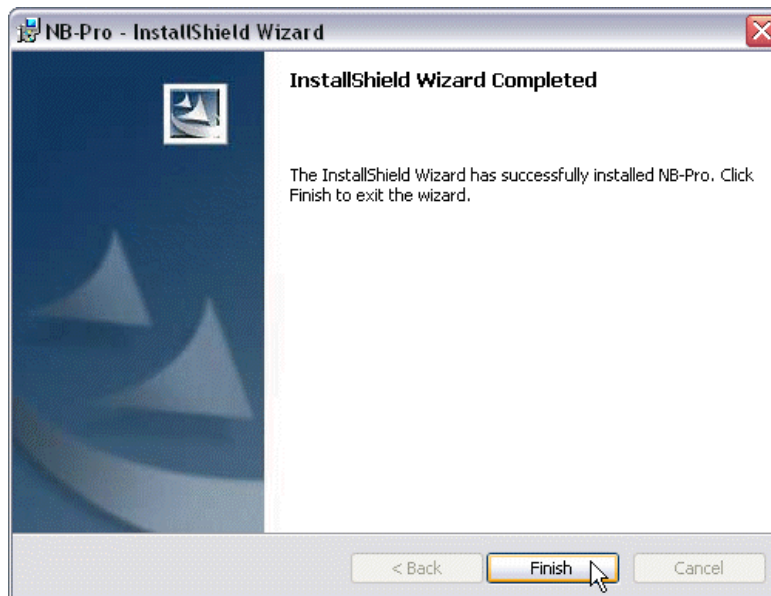 NB-Pro - InstallShield Wizard
InstallShield Wizard Completed
The InstallShield Wizard has successfully installed NB-Pro. Click
Finish to exit the wizard.
< Back Finish Cancel